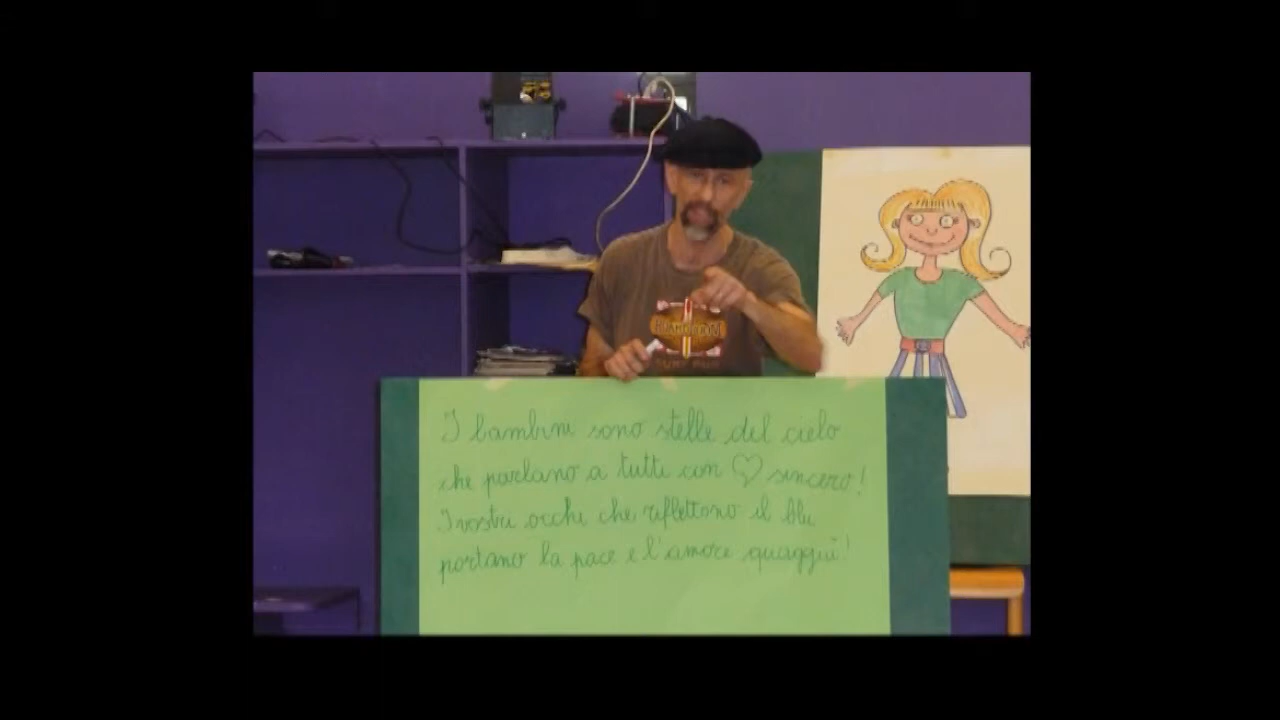 I bambini sono stelle del cielo
che parlano a tutti con ♡ sincero!
I vostri occhi che riflettono il blu
portano la pace e l'amore quaggiù!